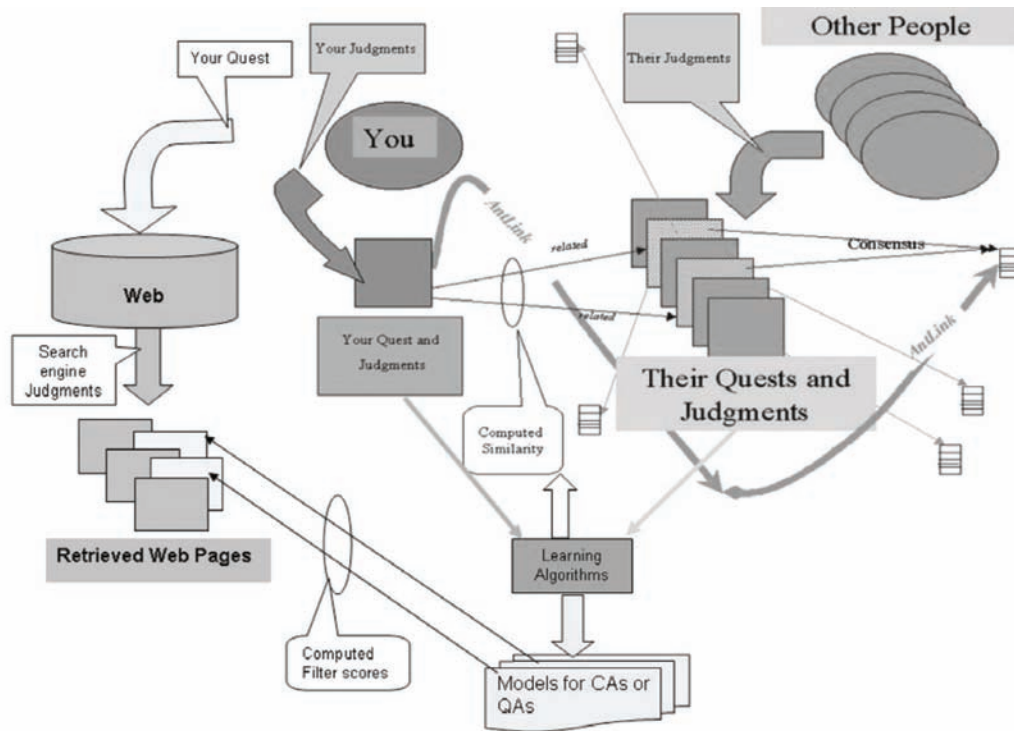 Your Quest
Your Judgments
You
Their Judgments
Other People
AntLink
related
related
Consensus
AntLink
Web
Search
engine
Judgments
Your Quest and
Judgments
Computed
Similarity
Their Quests and
Judgments
Retrieved Web Pages
Learning
Algorithms
Computed
Filter scores
Models for CAs or
QAs